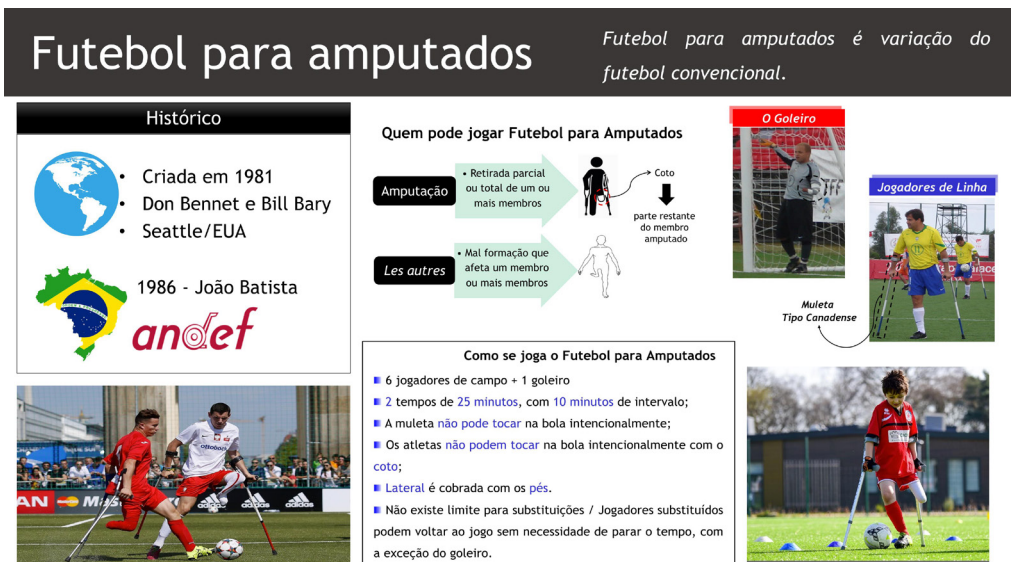 Futebol para amputados
Futebol para amputados é variação do
futebol convencional.
Histórico
• Criada em 1981
• Don Bennet e Bill Bary
• Seattle/EUA
1986 - João Batista
andef
Quem pode jogar Futebol para Amputados
Amputação
• Retirada parcial
ou total de um ou
mais membros
Coto
parte restante
do membro
amputado
Les autres
• Mal formação que
afeta um membro
ou mais membros
O Goleiro
Jogadores de Linha
Muleta
Tipo Canadense
Como se joga o Futebol para Amputados
6 jogadores de campo + 1 goleiro
2 tempos de 25 minutos, com 10 minutos de intervalo;
A muleta não pode tocar na bola intencionalmente;
Os atletas não podem tocar na bola intencionalmente com o
coto;
Lateral é cobrada com os pés.
Não existe limite para substituições / Jogadores substituídos
podem voltar ao jogo sem necessidade de parar o tempo, com
a exceção do goleiro.
ottobock
adidas
adidas